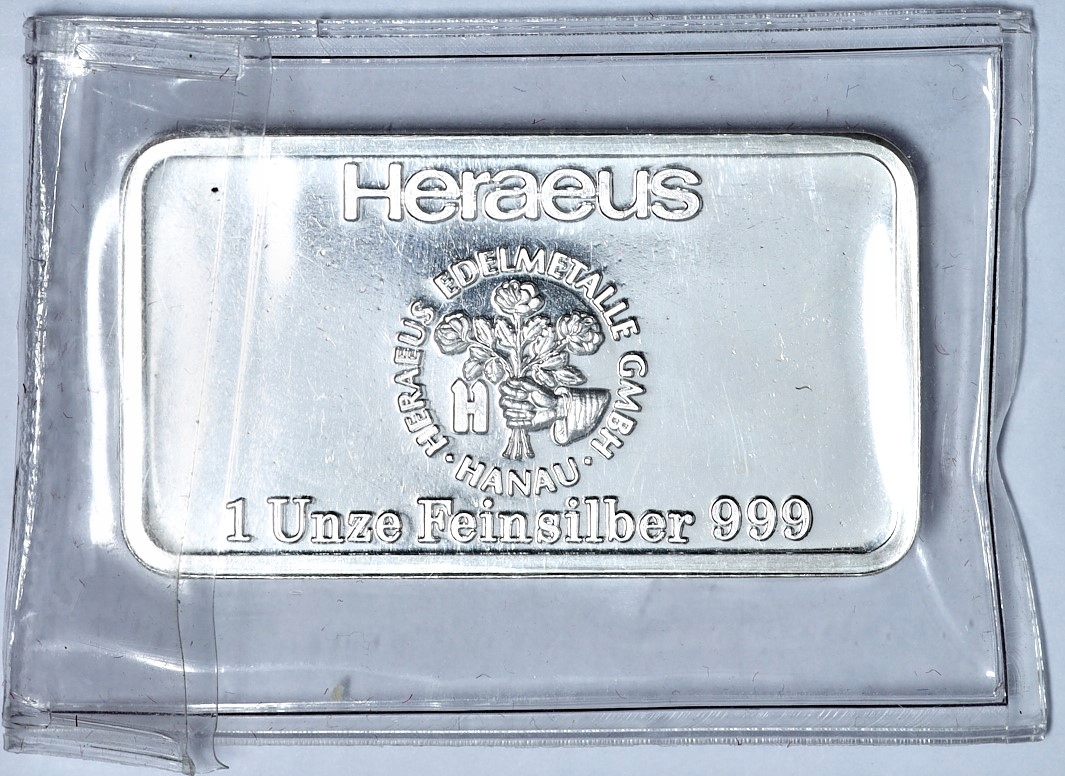 Heraeus
HERAEUS EDELMETALLE GMBH
· HANAU ·
H
1 Unze Feinsilber 999